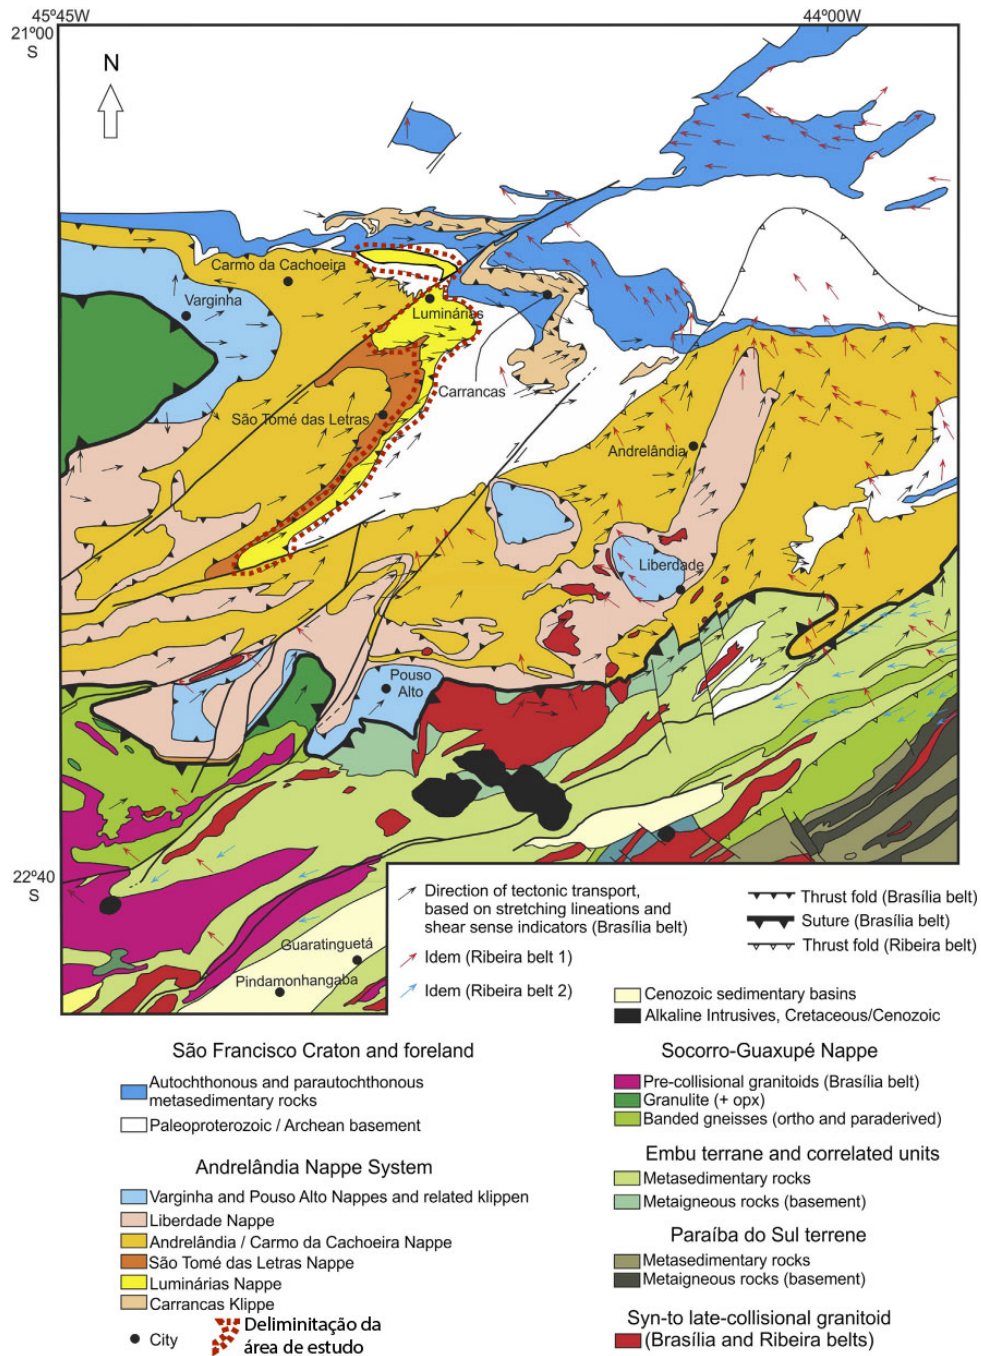 45º45W
44º00W
21º00
S
N
Carmo da Cachoeira
Varginha
Luminárias
Carrancas
São Tomé das Letras
Andrelândia
Liberdade
Pouso
Alto
22º40
S
Guaratinguetá
Pindamonhangaba
Direction of tectonic transport,
based on stretching lineations and
shear sense indicators (Brasília belt)
Idem (Ribeira belt 1)
Idem (Ribeira belt 2)
Thrust fold (Brasília belt)
Suture (Brasília belt)
Thrust fold (Ribeira belt)
Cenozoic sedimentary basins
Alkaline Intrusives, Cretaceous/Cenozoic
São Francisco Craton and foreland
Autochthonous and parautochthonous
metasedimentary rocks
Paleoproterozoic / Archean basement
Andrelândia Nappe System
Varginha and Pouso Alto Nappes and related klippen
Liberdade Nappe
Andrelândia / Carmo da Cachoeira Nappe
São Tomé das Letras Nappe
Luminárias Nappe
Carrancas Klippe
City
Deliminitação da
área de estudo
Socorro-Guaxupé Nappe
Pre-collisional granitoids (Brasília belt)
Granulite (+ opx)
Banded gneisses (ortho and paraderived)
Embu terrane and correlated units
Metasedimentary rocks
Metaigneous rocks (basement)
Paraíba do Sul terrene
Metasedimentary rocks
Metaigneous rocks (basement)
Syn-to late-collisional granitoid
(Brasília and Ribeira belts)